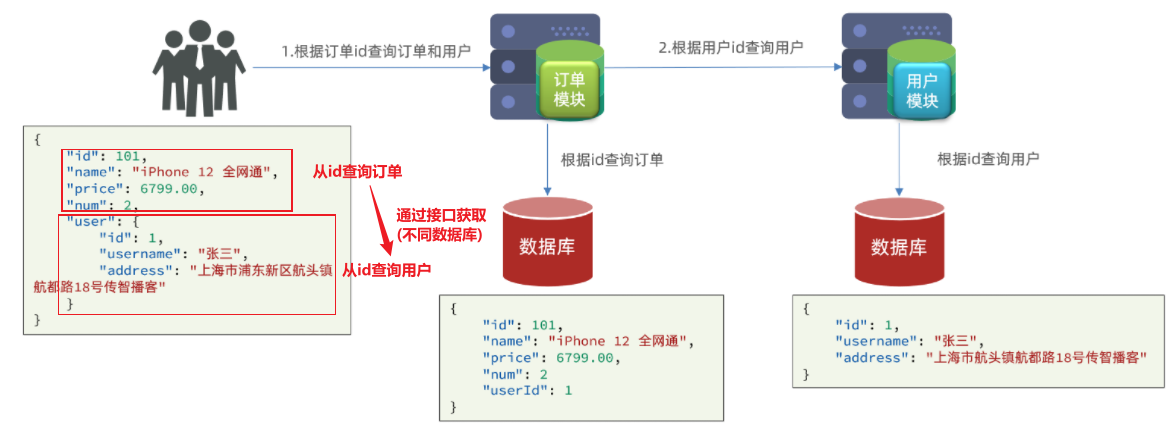 1.根据订单id查询订单和用户
订单
模块
2.根据用户id查询用户
用户
模块
根据id查询订单
根据id查询用户
数据库
数据库
{
"id": 101,
"name": "iPhone 12 全网通",
"price": 6799.00,
"num": 2,
"user": {
"id": 1,
"username": "张三",
"address": "上海市浦东新区航头镇
航都路18号传智播客"
}
}
从id查询订单
通过接口获取
(不同数据库)
从id查询用户
{
"id": 101,
"name": "iPhone 12 全网通",
"price": 6799.00,
"num": 2
"userId": 1
}
{
"id": 1,
"username": "张三",
"address": "上海市航头镇航都路18号传智播客"
}